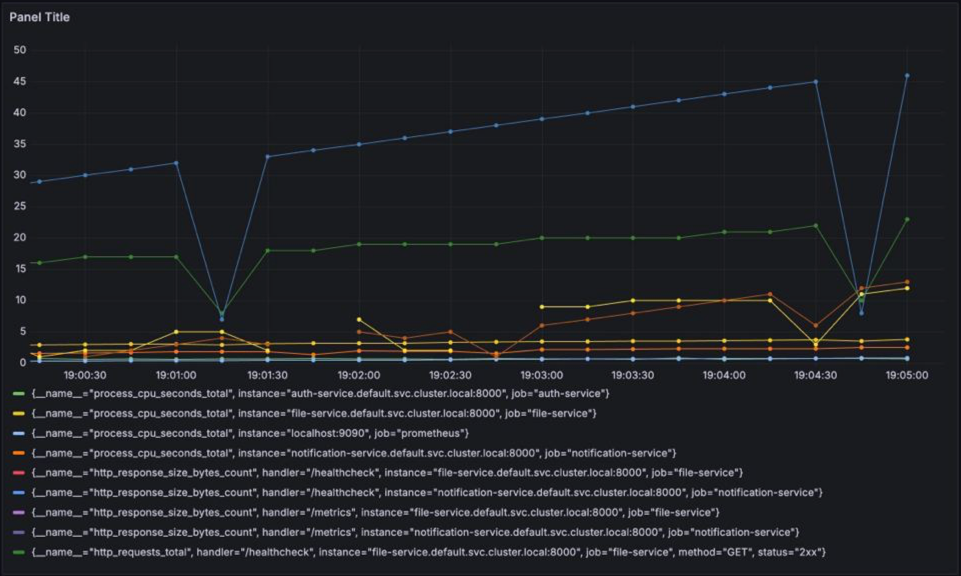 Panel Title
50
45
40
35
30
25
20
15
10
5
0
19:00:30 19:01:00 19:01:30 19:02:00 19:02:30 19:03:00 19:03:30 19:04:00 19:04:30 19:05:00
{__name__="process_cpu_seconds_total", instance="auth-service.default.svc.cluster.local:8000", job="auth-service"}
{__name__="process_cpu_seconds_total", instance="file-service.default.svc.cluster.local:8000", job="file-service"}
{__name__="process_cpu_seconds_total", instance="localhost:9090", job="prometheus"}
{__name__="process_cpu_seconds_total", instance="notification-service.default.svc.cluster.local:8000", job="notification-service"}
{__name__="http_response_size_bytes_count", handler="/healthcheck", instance="file-service.default.svc.cluster.local:8000", job="file-service"}
{__name__="http_response_size_bytes_count", handler="/healthcheck", instance="notification-service.default.svc.cluster.local:8000", job="notification-service"}
{__name__="http_response_size_bytes_count", handler="/metrics", instance="file-service.default.svc.cluster.local:8000", job="file-service"}
{__name__="http_response_size_bytes_count", handler="/metrics", instance="notification-service.default.svc.cluster.local:8000", job="notification-service"}
{__name__="http_requests_total", handler="/healthcheck", instance="file-service.default.svc.cluster.local:8000", job="file-service", method="GET", status="2xx"}